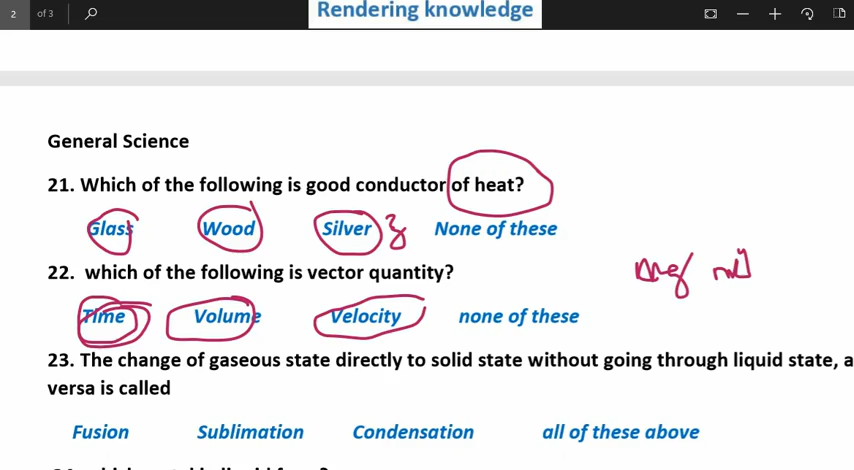 2 of 3
Rendering knowledge
General Science
21. Which of the following is good conductor of heat?
Glass Wood Silver None of these
22. which of the following is vector quantity?
Time Volume Velocity none of these
23. The change of gaseous state directly to solid state without going through liquid state, a
versa is called
Fusion Sublimation Condensation all of these above